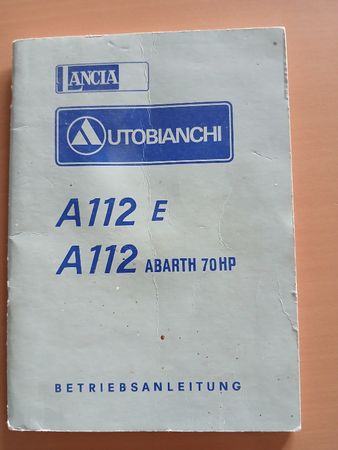 LANCIA
AUTOBIANCHI
A112 E
A112 ABARTH 70HP
BETRIEBSANLEITUNG